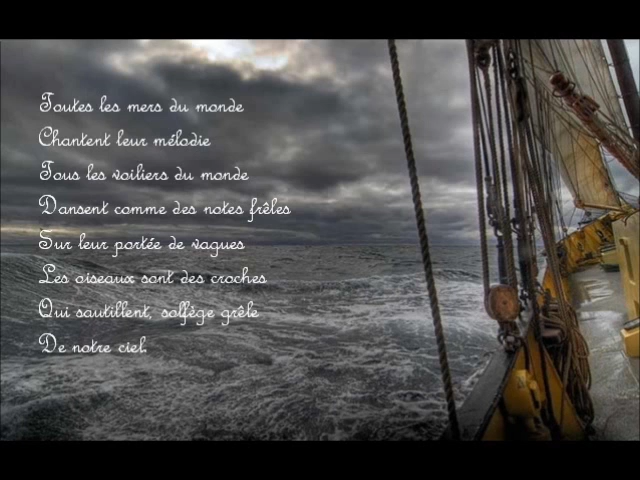 Toutes les mers du monde
Chantent leur mélodie
Tous les voiliers du monde
Dansent comme des notes frêles
Sur leur portée de vagues
Les oiseaux sont des croches
Qui sautillent, solfège grêle
De notre ciel.